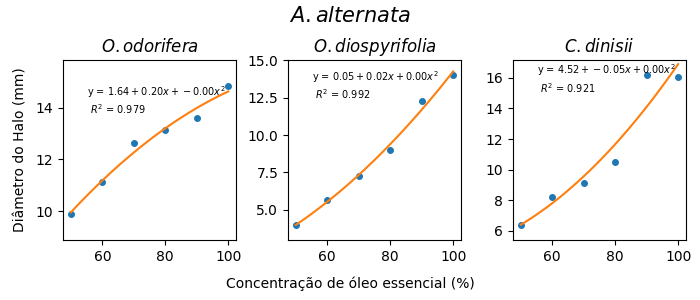 A. alternata
O. odorifera
O. diospyrifolia
C. dinisii
Diâmetro do Halo (mm)
y = 1.64 + 0.20x + −0.00x²
R² = 0.979
14
12
10
60
80
100
y = 0.05 + 0.02x + 0.00x²
R² = 0.992
15.0
12.5
10.0
7.5
5.0
60
80
100
y = 4.52 + −0.05x + 0.00x²
R² = 0.921
16
14
12
10
8
6
60
80
100
Concentração de óleo essencial (%)